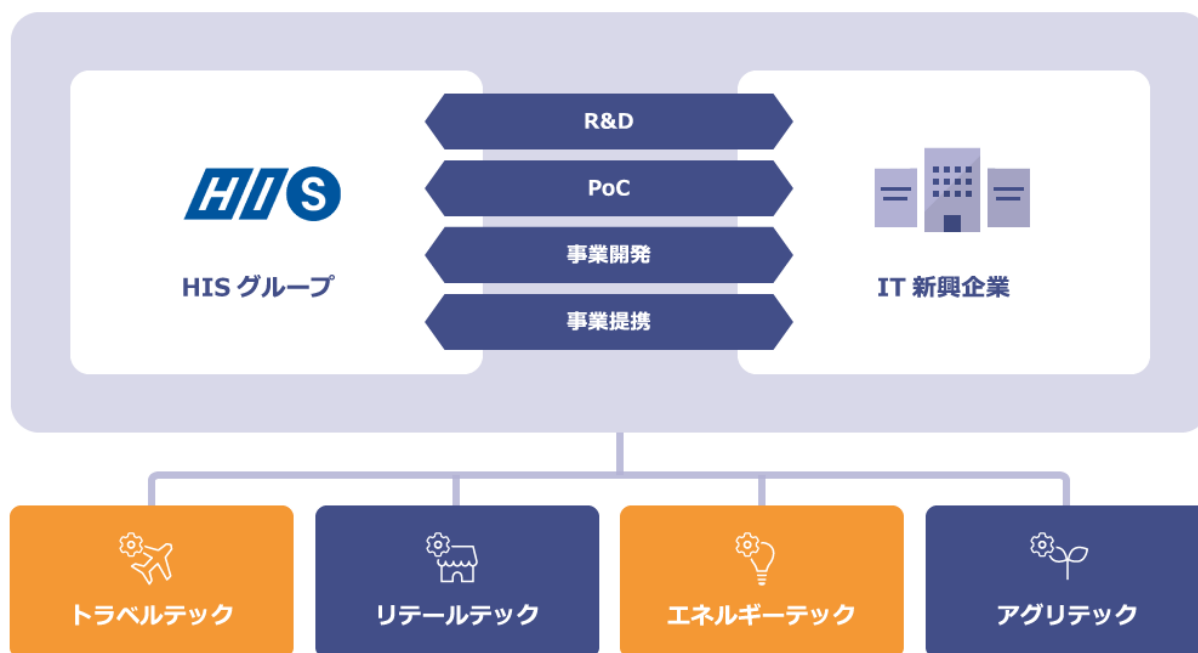 R&D
PoC
事業開発
事業提携
HIS
HIS グループ
IT 新興企業
トラベルテック
リテールテック
エネルギーテック
アグリテック